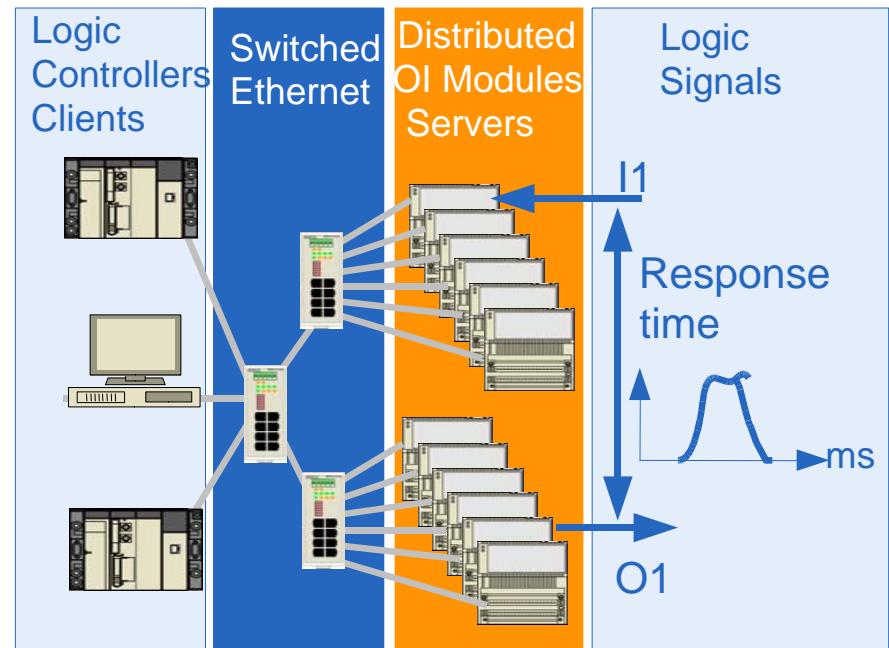 Logic
Controllers
Clients
Switched
Ethernet
Distributed
OI Modules
Servers
Logic
Signals
I1
Response
time
ms
O1